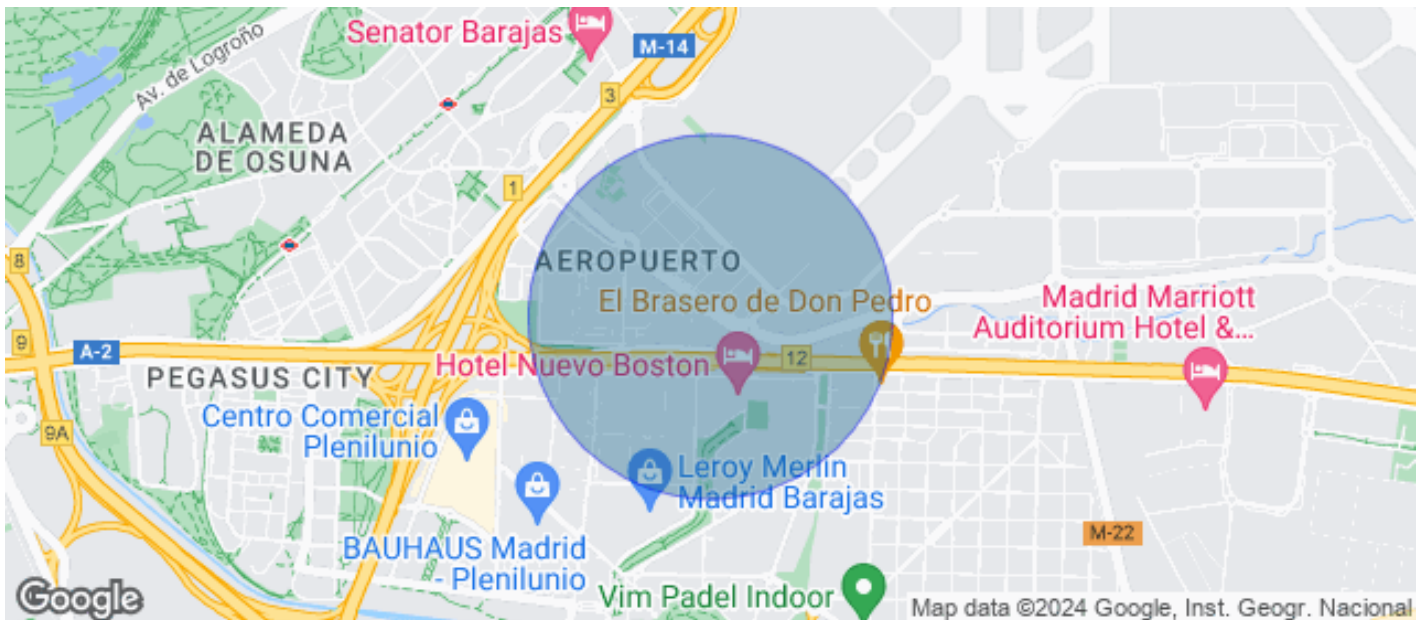 Senator Barajas
M-14
Av. de Logroño
3
ALAMEDA
DE OSUNA
1
AEROPUERTO
8
El Brasero de Don Pedro
Madrid Marriott
Auditorium Hotel &...
9
A-2
Hotel Nuevo Boston
12
PEGASUS CITY
Centro Comercial
Plenilunio
9A
Leroy Merlin
Madrid Barajas
M-22
BAUHAUS Madrid
- Plenilunio
Vim Padel Indoor
Google
Map data ©2024 Google, Inst. Geogr. Nacional